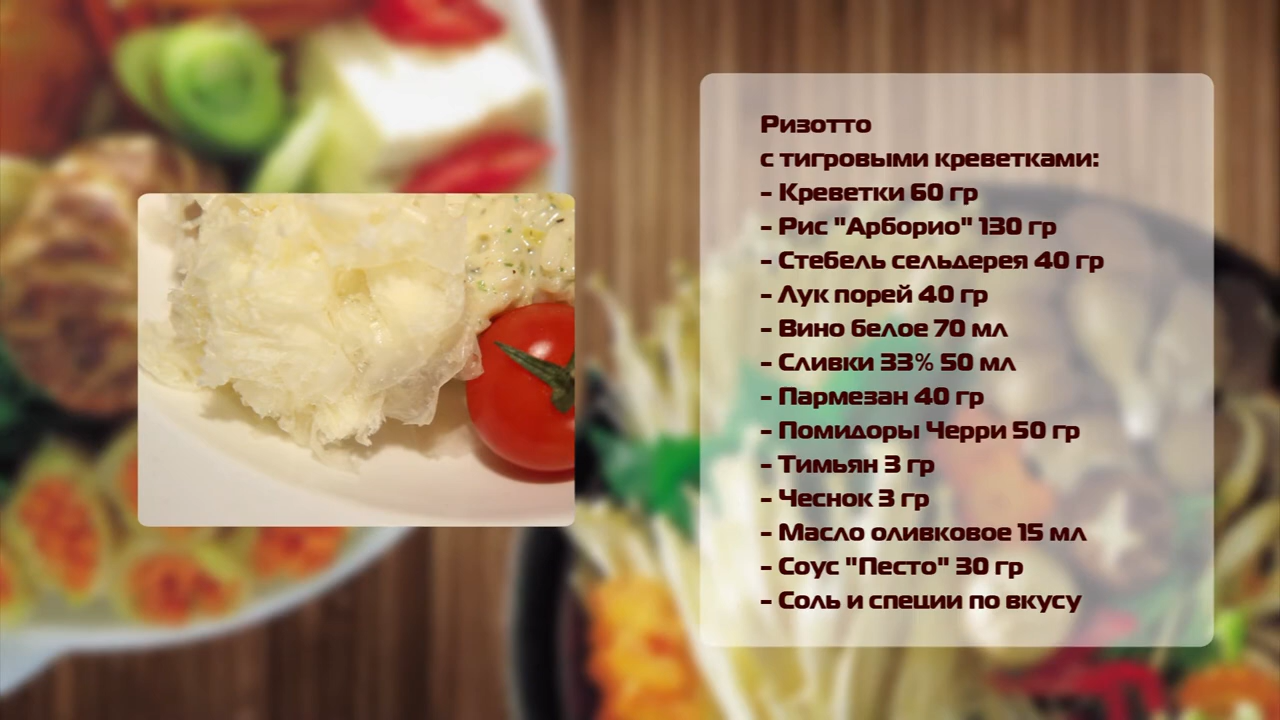 Ризотто
с тигровыми креветками:
- Креветки 60 гр
- Рис "Арборио" 130 гр
- Стебель сельдерея 40 гр
- Лук порей 40 гр
- Вино белое 70 мл
- Сливки 33% 50 мл
- Пармезан 40 гр
- Помидоры Черри 50 гр
- Тимьян 3 гр
- Чеснок 3 гр
- Масло оливковое 15 мл
- Соус "Песто" 30 гр
- Соль и специи по вкусу